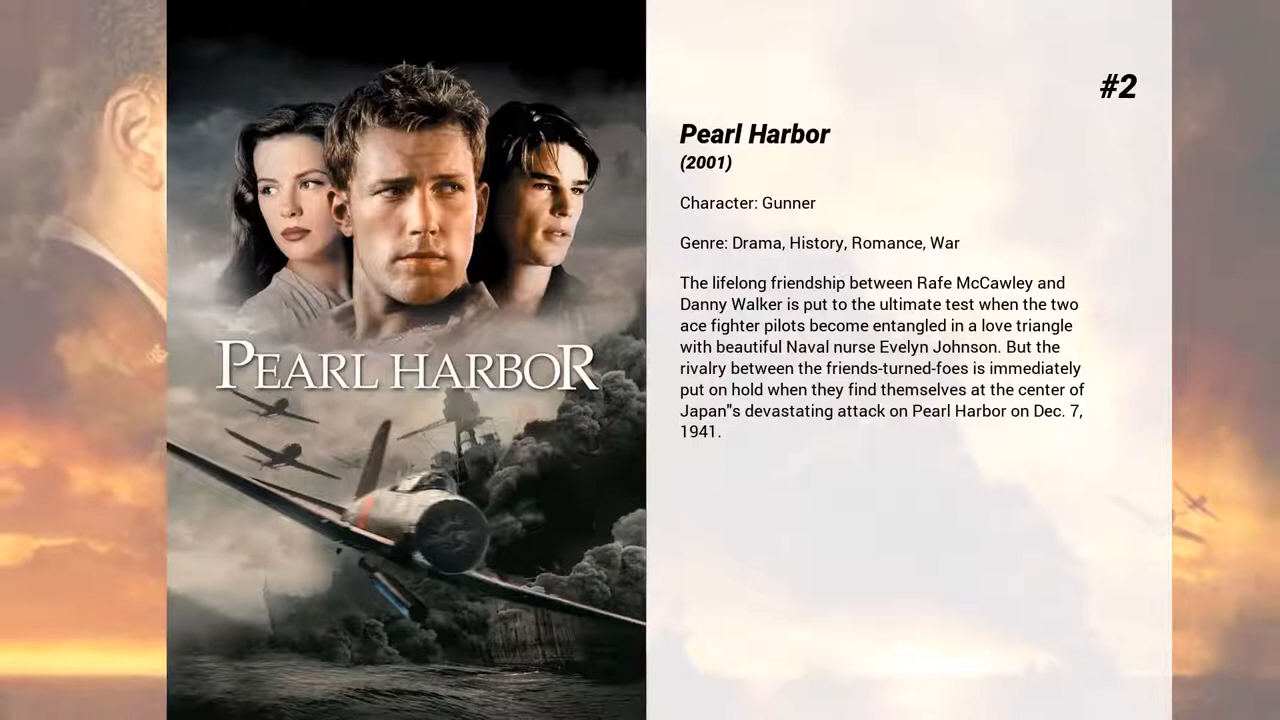 PEARL HARBOR
#2
Pearl Harbor
(2001)
Character: Gunner
Genre: Drama, History, Romance, War
The lifelong friendship between Rafe McCawley and
Danny Walker is put to the ultimate test when the two
ace fighter pilots become entangled in a love triangle
with beautiful Naval nurse Evelyn Johnson. But the
rivalry between the friends-turned-foes is immediately
put on hold when they find themselves at the center of
Japan"s devastating attack on Pearl Harbor on Dec. 7,
1941.